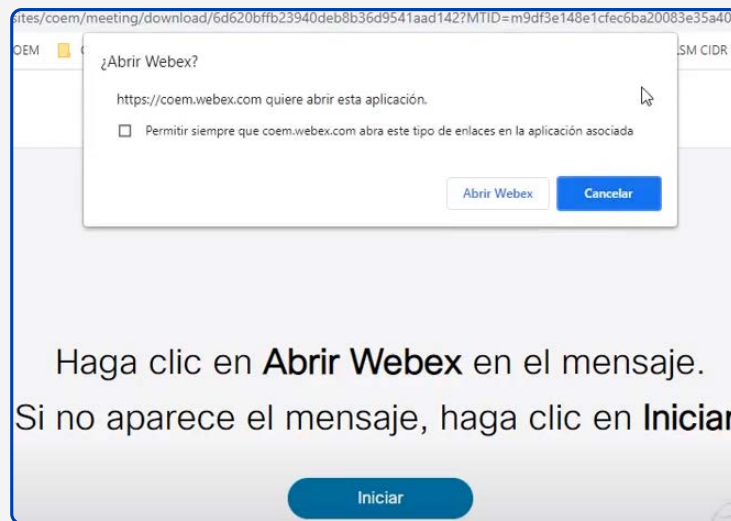 sites/coem/meeting/download/6d620bffb23940deb8b36d9541aad142?MTID=m9df3e148e1cfec6ba20083e35a40
OEM
SM CIDR
¿Abrir Webex?
https://coem.webex.com quiere abrir esta aplicación.
Permitir siempre que coem.webex.com abra este tipo de enlaces en la aplicación asociada
Abrir Webex
Cancelar
Haga clic en Abrir Webex en el mensaje.
Si no aparece el mensaje, haga clic en Iniciar
Iniciar